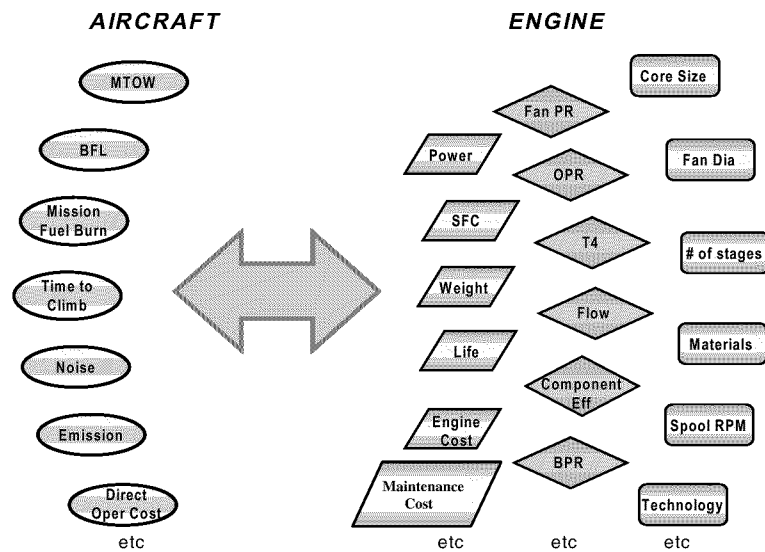 AIRCRAFT
MTOW
BFL
Mission
Fuel Burn
Time to
Climb
Noise
Emission
Direct
Oper Cost
etc
ENGINE
Power
SFC
Weight
Life
Engine
Cost
Maintenance
Cost
etc
Fan PR
OPR
T4
Flow
Component
Eff
BPR
etc
Core Size
Fan Dia
# of stages
Materials
Spool RPM
Technology
etc